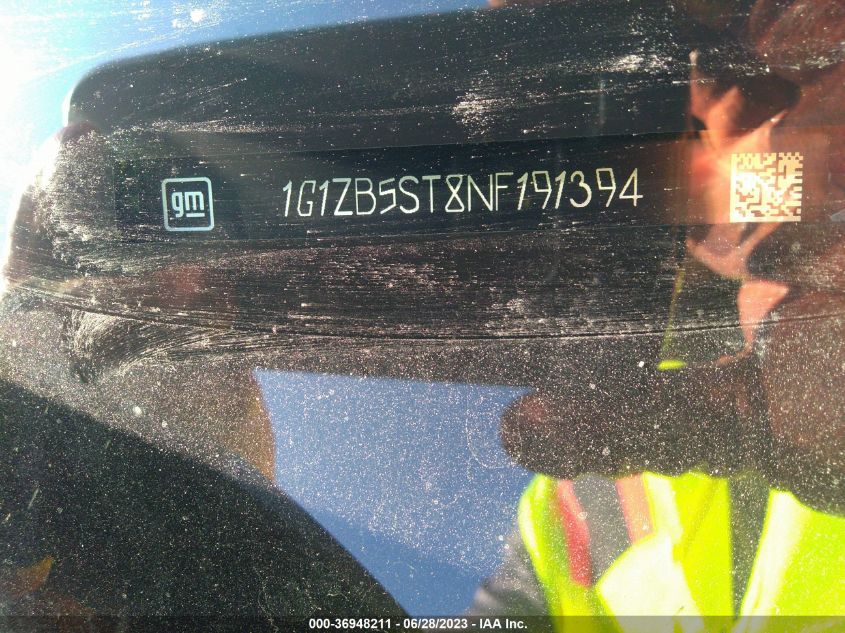 gm 1G1ZB5ST8NF191394
000-36948211 - 06/28/2023 - IAA Inc.